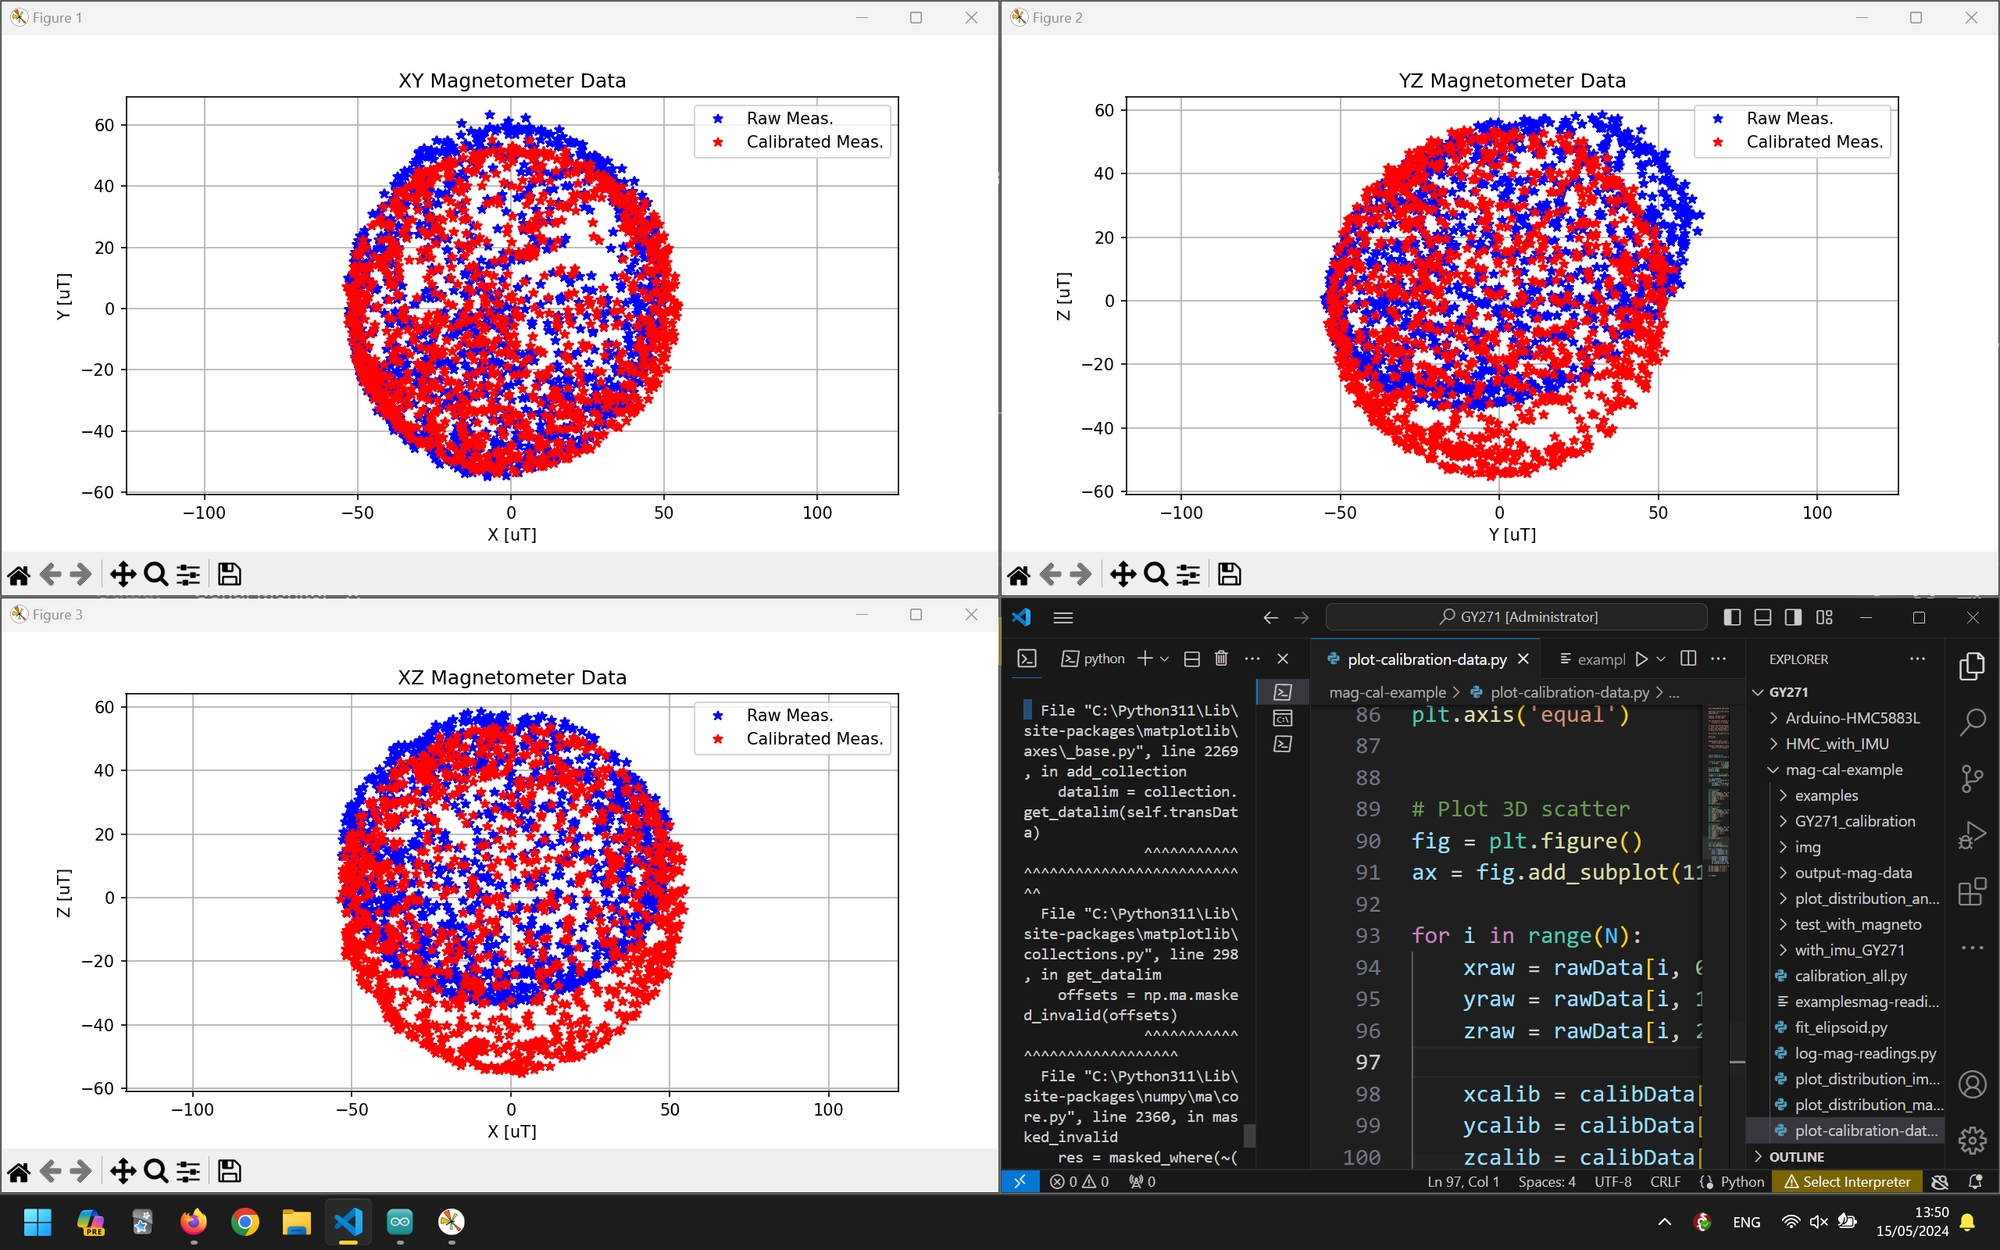 Figure 1
XY Magnetometer Data
Raw Meas.
Calibrated Meas.
Y [uT]
60
40
20
0
−20
−40
−60
−100
−50
0
50
100
X [uT]
Figure 2
YZ Magnetometer Data
Raw Meas.
Calibrated Meas.
Z [uT]
60
40
20
0
−20
−40
−60
−100
−50
0
50
100
Y [uT]
Figure 3
XZ Magnetometer Data
Raw Meas.
Calibrated Meas.
Z [uT]
60
40
20
0
−20
−40
−60
−100
−50
0
50
100
X [uT]
GY271 [Administrator]
python
File "C:\Python311\Lib\
site-packages\matplotlib\
axes\_base.py", line 2269
, in add_collection
datalim = collection.
get_datalim(self.transDat
a)
^^^^^^^^^^^
^^^^^^^^^^^^^^^^^^^^^^^^^
^^
File "C:\Python311\Lib\
site-packages\matplotlib\
collections.py", line 298
, in get_datalim
offsets = np.ma.maske
d_invalid(offsets)
^^^^^^^^^^^
^^^^^^^^^^^^^^^^^^
File "C:\Python311\Lib\
site-packages\numpy\ma\co
re.py", line 2360, in mas
ked_invalid
res = masked_where(~(
plot-calibration-data.py
exampl
mag-cal-example > plot-calibration-data.py > ...
86 plt.axis('equal')
87
88
89 # Plot 3D scatter
90 fig = plt.figure()
91 ax = fig.add_subplot(11
92
93 for i in range(N):
94 xraw = rawData[i, 0
95 yraw = rawData[i, 1
96 zraw = rawData[i, 2
97
98 xcalib = calibData[
99 ycalib = calibData[
100 zcalib = calibData[
EXPLORER
GY271
Arduino-HMC5883L
HMC_with_IMU
mag-cal-example
examples
GY271_calibration
img
output-mag-data
plot_distribution_an...
test_with_magneto
with_imu_GY271
calibration_all.py
examplesmag-readi...
fit_elipsoid.py
log-mag-readings.py
plot_distribution_im...
plot_distribution_ma...
plot-calibration-dat...
OUTLINE
0 0 0
Ln 97, Col 1
Spaces: 4
UTF-8
CRLF
Python
Select Interpreter
PRE
ENG
13:50
15/05/2024